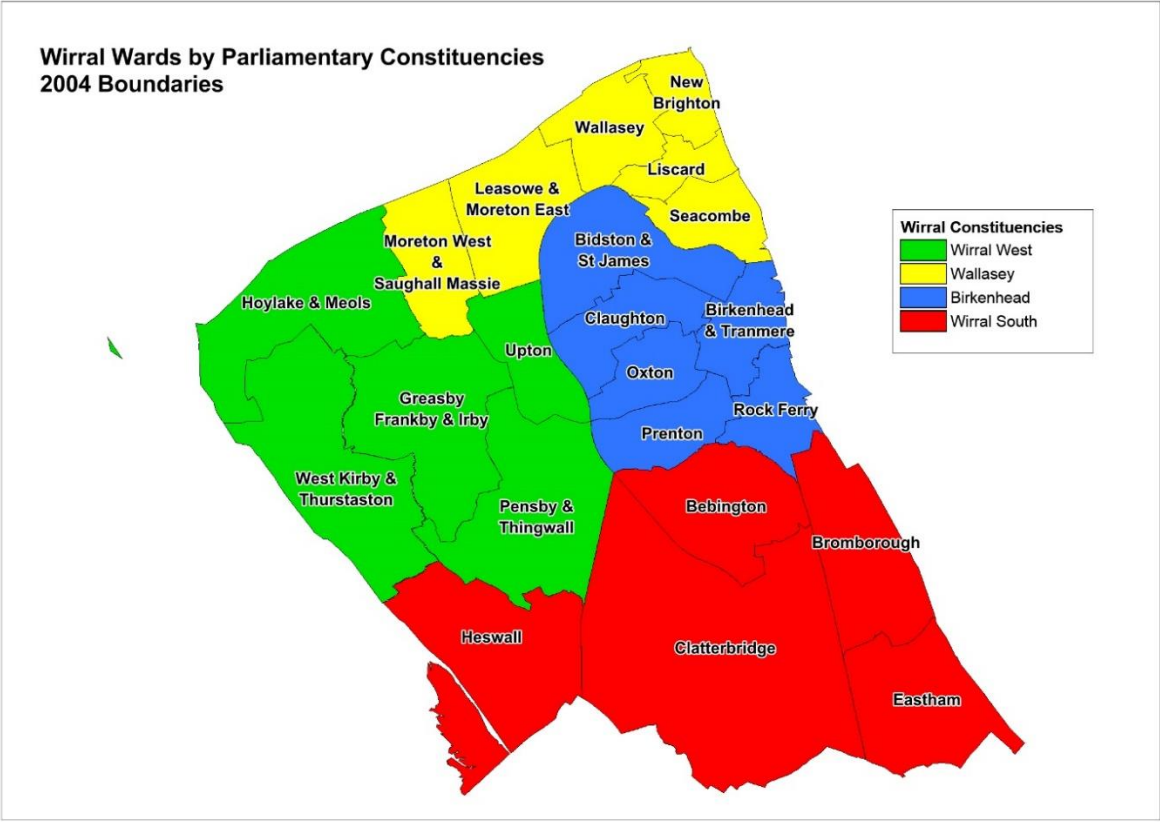 Wirral Wards by Parliamentary Constituencies
2004 Boundaries
New
Brighton
Wallasey
Liscard
Leasowe &
Moreton East
Seacombe
Moreton West
&
Saughall Massie
Bidston &
St James
Hoylake & Meols
Claughton
Birkenhead
& Tranmere
Upton
Oxton
Greasby
Frankby & Irby
Rock Ferry
Prenton
West Kirby &
Thurstaston
Pensby &
Thingwall
Bebington
Bromborough
Heswall
Clatterbridge
Eastham
Wirral Constituencies
Wirral West
Wallasey
Birkenhead
Wirral South